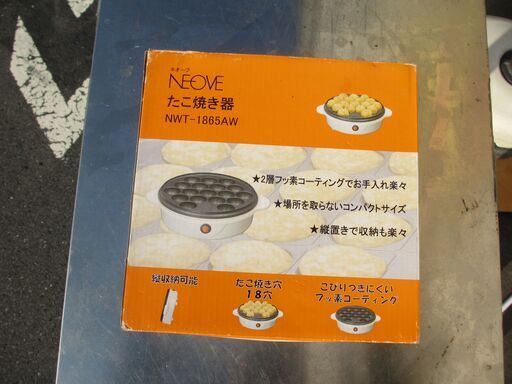 ネオーブ
NEOVE
たこ焼き器
NWT-1865AW
★2層フッ素コーティングでお手入れ楽々
★場所を取らないコンパクトサイズ
★縦置きで収納も楽々
縦収納可能
たこ焼き穴
18穴
こびりつきにくい
フッ素コーティング